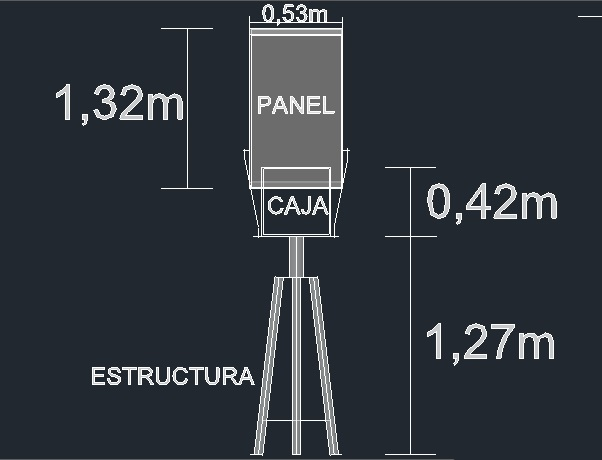 0,53m
1,32m
PANEL
CAJA
0,42m
1,27m
ESTRUCTURA